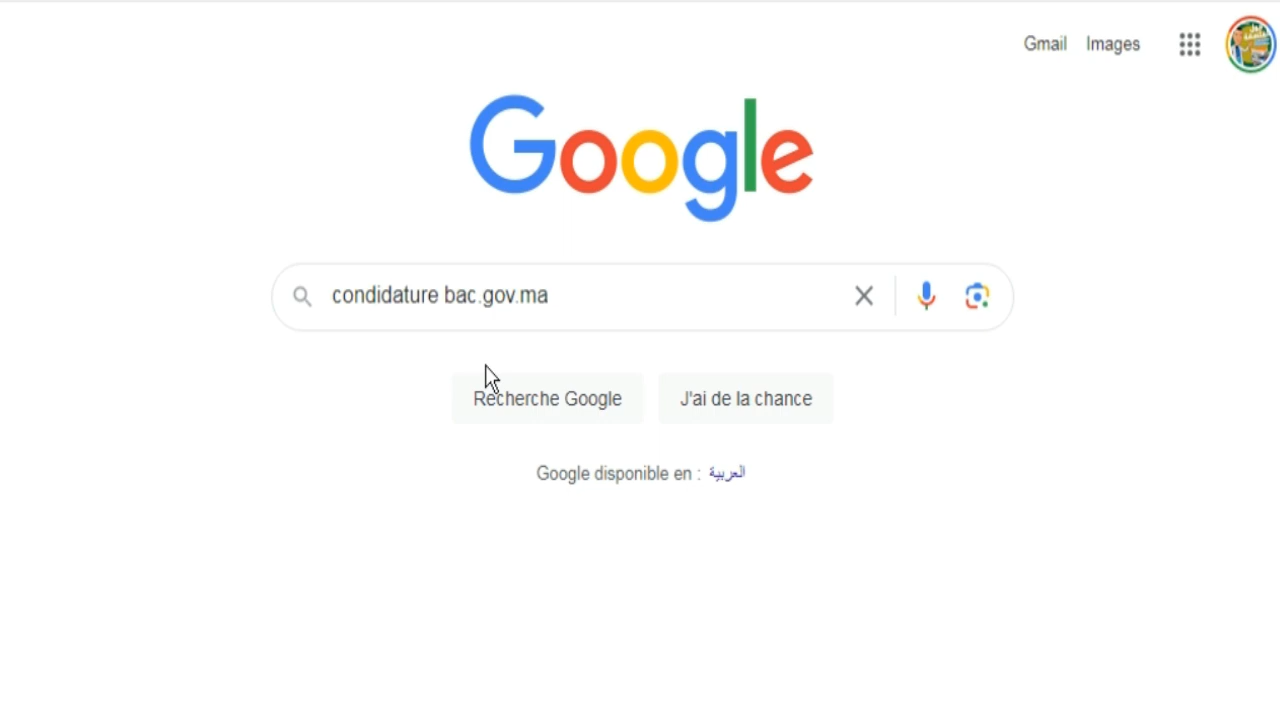 Gmail Images
Google
condidature bac.gov.ma
Recherche Google J'ai de la chance
Google disponible en : العربية